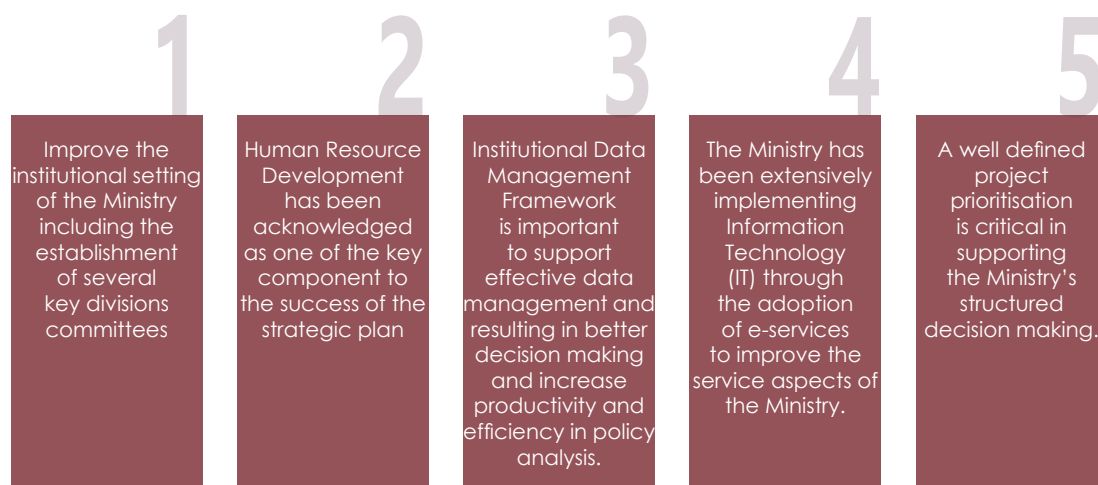 1
Improve the
institutional setting
of the Ministry
including the
establishment
of several
key divisions
committees
2
Human Resource
Development
has been
acknowledged
as one of the key
component to
the success of the
strategic plan
3
Institutional Data
Management
Framework
is important
to support
effective data
management and
resulting in better
decision making
and increase
productivity and
efficiency in policy
analysis.
4
The Ministry has
been extensively
implementing
Information
Technology
(IT) through
the adoption
of e-services
to improve the
service aspects of
the Ministry.
5
A well defined
project
prioritisation
is critical in
supporting
the Ministry’s
structured
decision making.